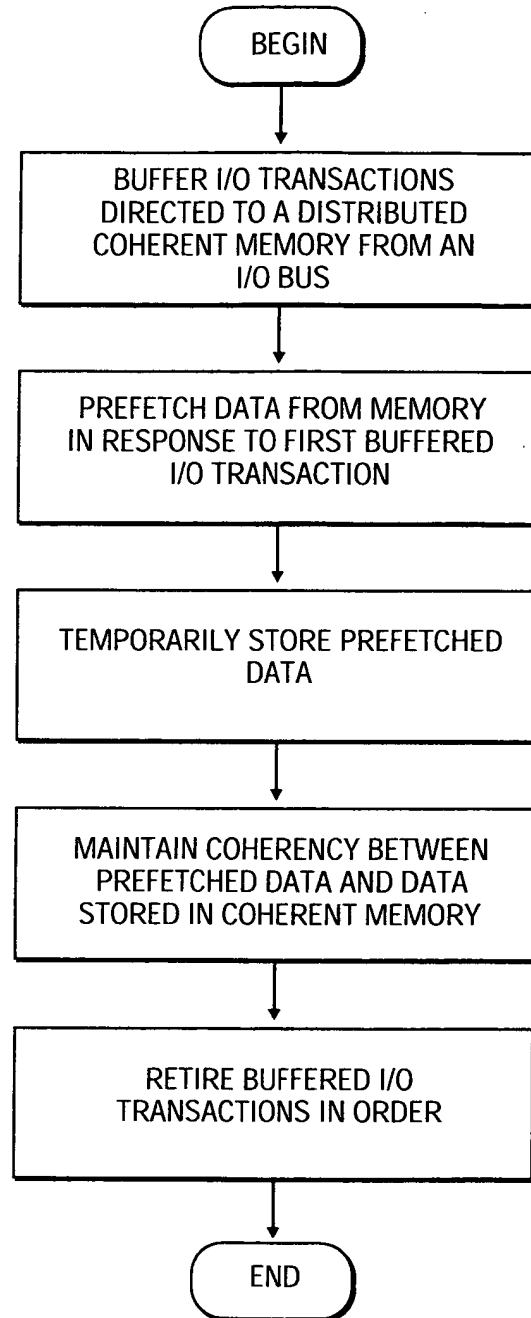 BEGIN
BUFFER I/O TRANSACTIONS
DIRECTED TO A DISTRIBUTED
COHERENT MEMORY FROM AN
I/O BUS
PREFETCH DATA FROM MEMORY
IN RESPONSE TO FIRST BUFFERED
I/O TRANSACTION
TEMPORARILY STORE PREFETCHED
DATA
MAINTAIN COHERENCY BETWEEN
PREFETCHED DATA AND DATA
STORED IN COHERENT MEMORY
RETIRE BUFFERED I/O
TRANSACTIONS IN ORDER
END